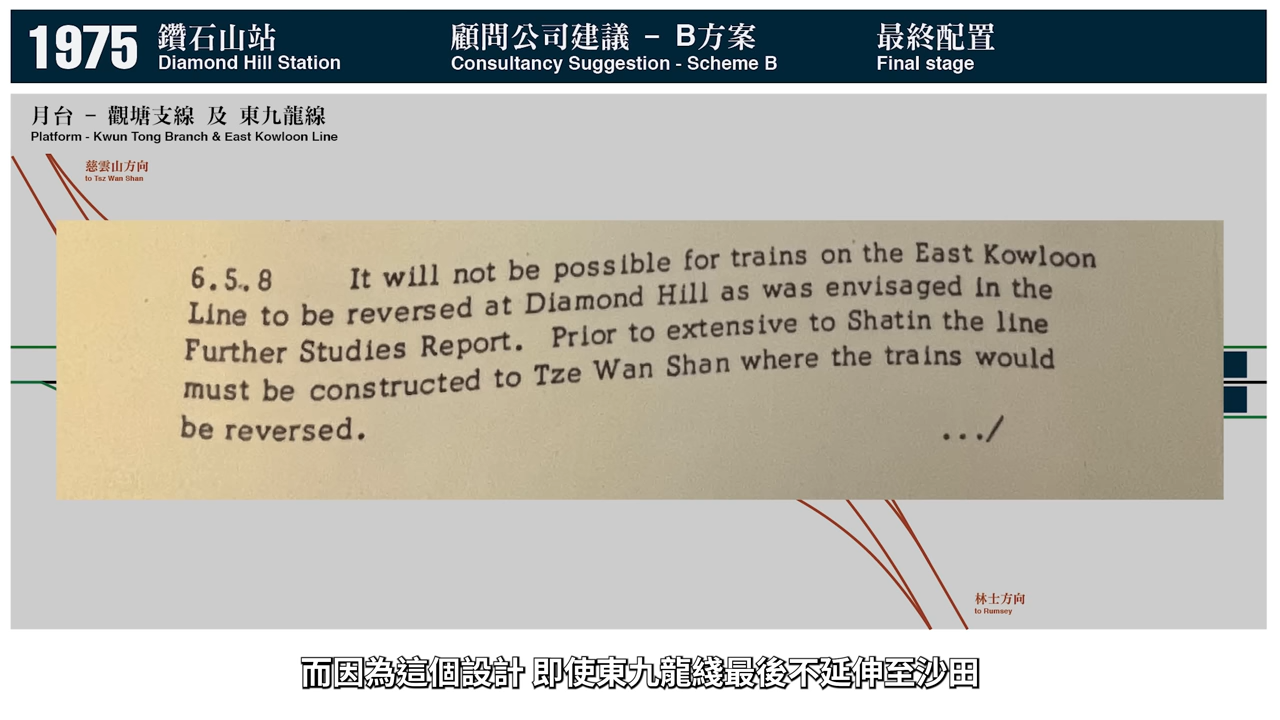 1975 鑽石山站 顧問公司建議 – B方案 最終配置
Diamond Hill Station Consultancy Suggestion - Scheme B Final stage
月台 – 觀塘支線 及 東九龍線
Platform - Kwun Tong Branch & East Kowloon Line
慈雲山方向
to Tsz Wan Shan
6.5.8 It will not be possible for trains on the East Kowloon
Line to be reversed at Diamond Hill as was envisaged in the
Further Studies Report. Prior to extensive to Shatin the line
must be constructed to Tze Wan Shan where the trains would
be reversed.
.../
林士方向
to Rumsey
而因為這個設計 即使東九龍綫最後不延伸至沙田